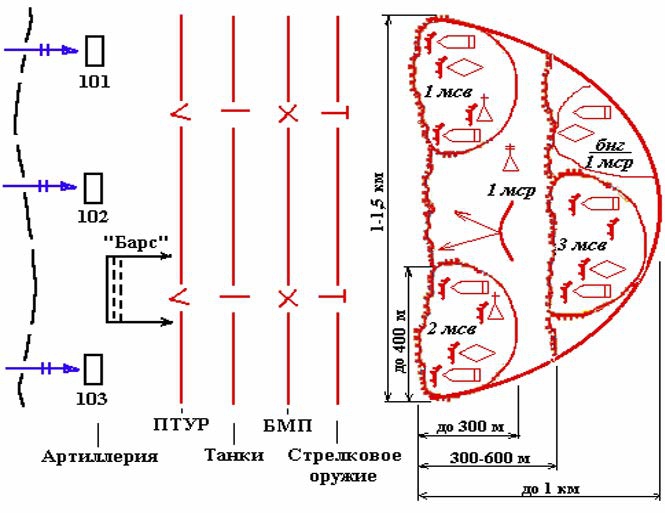 101
102
"Барс"
103
ПТУР
БМП
Артиллерия
Танки
Стрелковое
оружие
1 мсв
биг
1 мср
1 мср
3 мсв
2 мсв
1-1,5 км
до 400 м
до 300 м
300-600 м
до 1 км